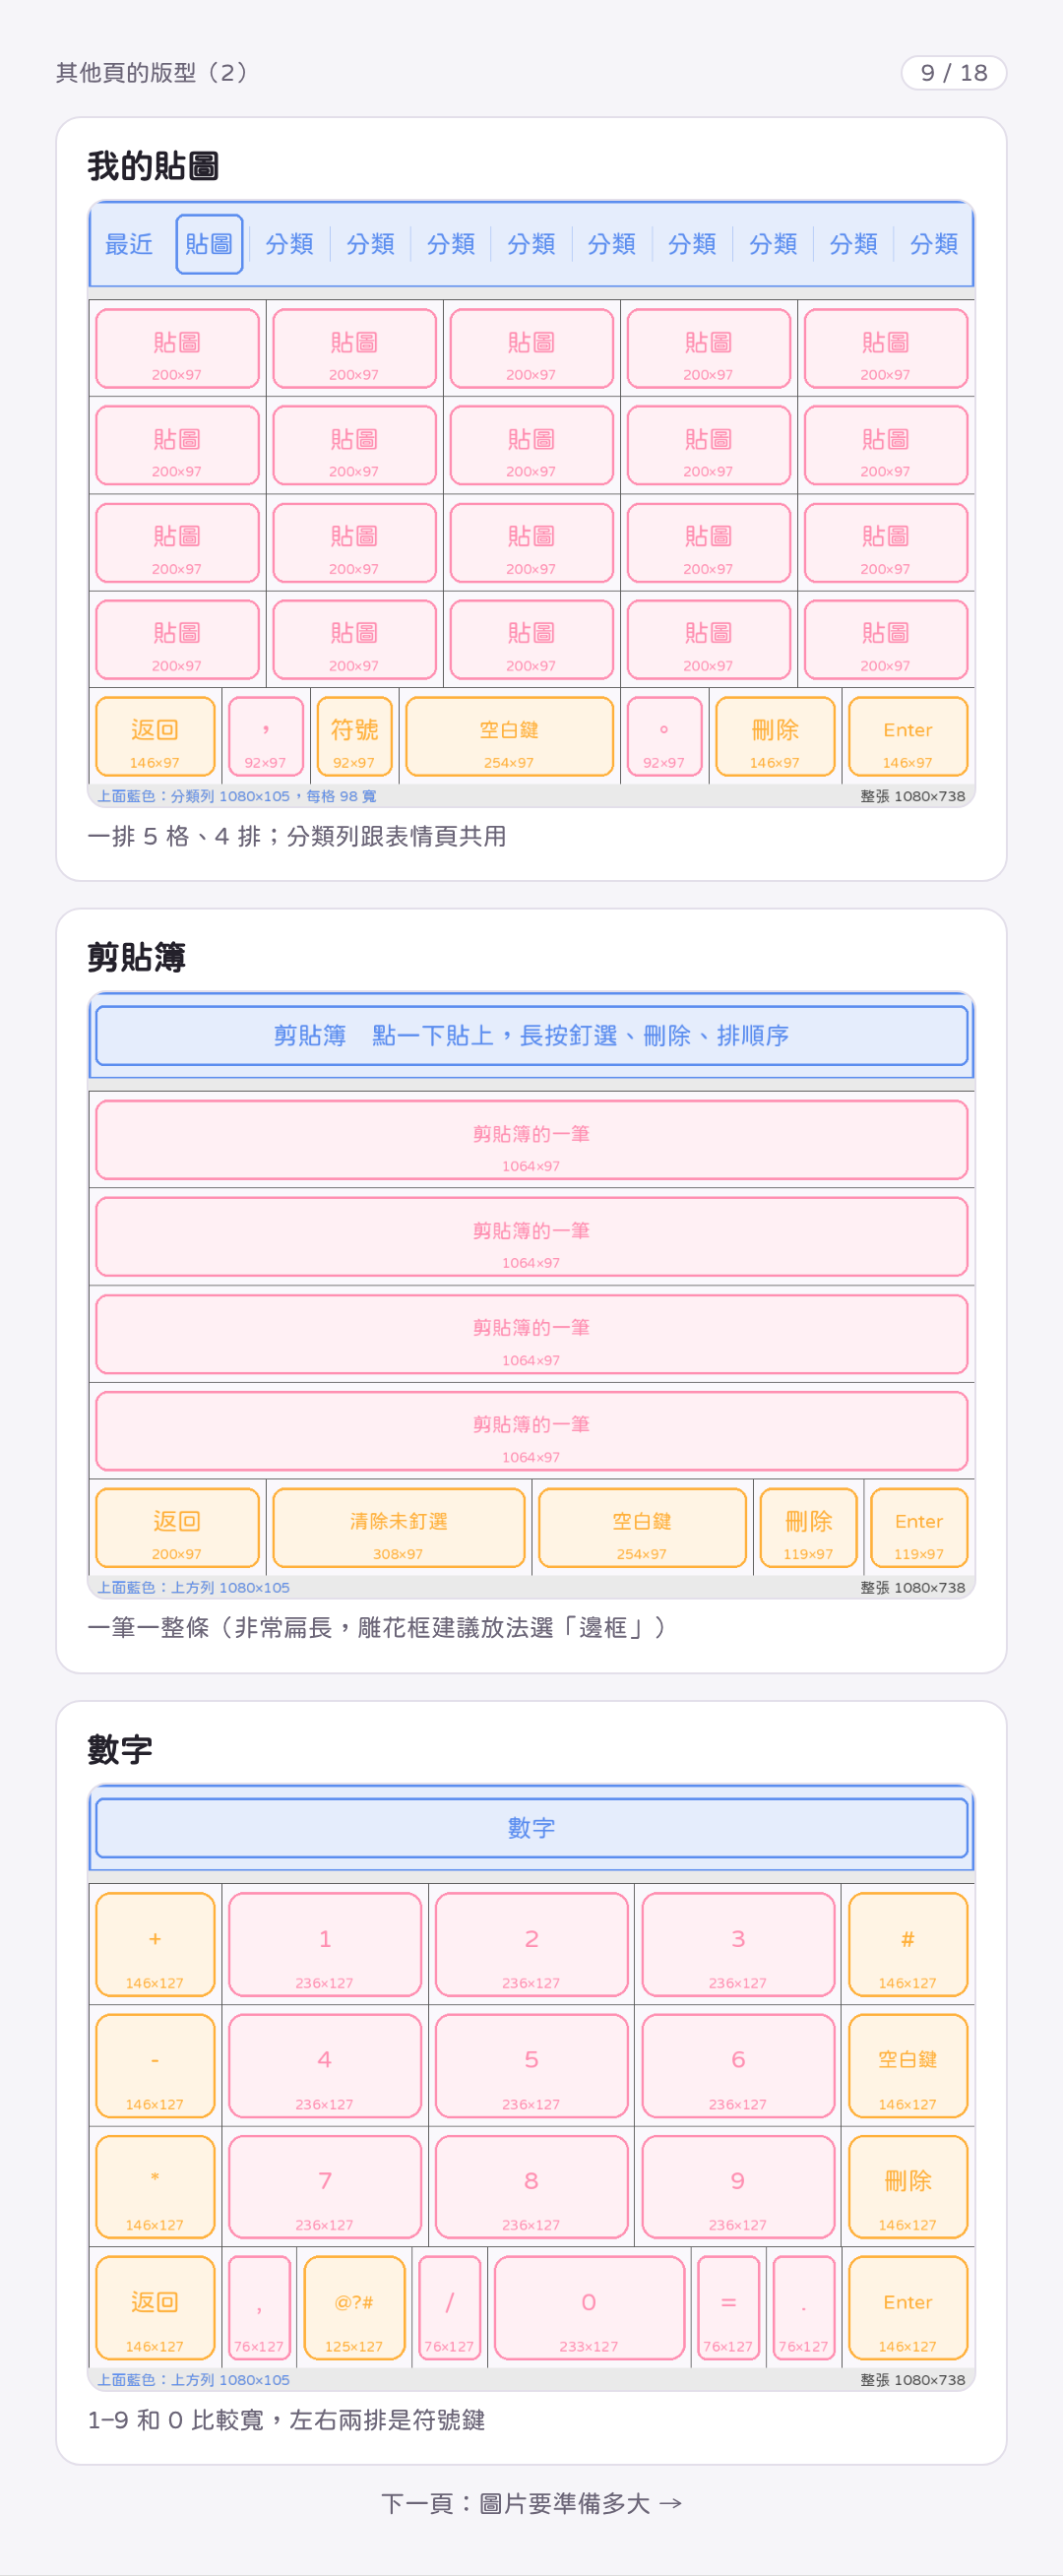 其他頁的版型（2）
9 / 18
我的貼圖
最近 貼圖 分類 分類 分類 分類 分類 分類 分類 分類 分類
貼圖 貼圖 貼圖 貼圖 貼圖
200×97 200×97 200×97 200×97 200×97
貼圖 貼圖 貼圖 貼圖 貼圖
200×97 200×97 200×97 200×97 200×97
貼圖 貼圖 貼圖 貼圖 貼圖
200×97 200×97 200×97 200×97 200×97
貼圖 貼圖 貼圖 貼圖 貼圖
200×97 200×97 200×97 200×97 200×97
返回 ， 符號 空白鍵 。 刪除 Enter
146×97 92×97 92×97 254×97 92×97 146×97 146×97
上面藍色：分類列 1080×105，每格 98 寬 整張 1080×738
一排 5 格、4 排；分類列跟表情頁共用
剪貼簿
剪貼簿　點一下貼上，長按釘選、刪除、排順序
剪貼簿的一筆
1064×97
剪貼簿的一筆
1064×97
剪貼簿的一筆
1064×97
剪貼簿的一筆
1064×97
返回 清除未釘選 空白鍵 刪除 Enter
200×97 308×97 254×97 119×97 119×97
上面藍色：上方列 1080×105 整張 1080×738
一筆一整條（非常扁長，雕花框建議放法選「邊框」）
數字
數字
+ 1 2 3 #
146×127 236×127 236×127 236×127 146×127
- 4 5 6 空白鍵
146×127 236×127 236×127 236×127 146×127
* 7 8 9 刪除
146×127 236×127 236×127 236×127 146×127
返回 , @?# / 0 = . Enter
146×127 76×127 125×127 76×127 233×127 76×127 76×127 146×127
上面藍色：上方列 1080×105 整張 1080×738
1–9 和 0 比較寬，左右兩排是符號鍵
下一頁：圖片要準備多大 →